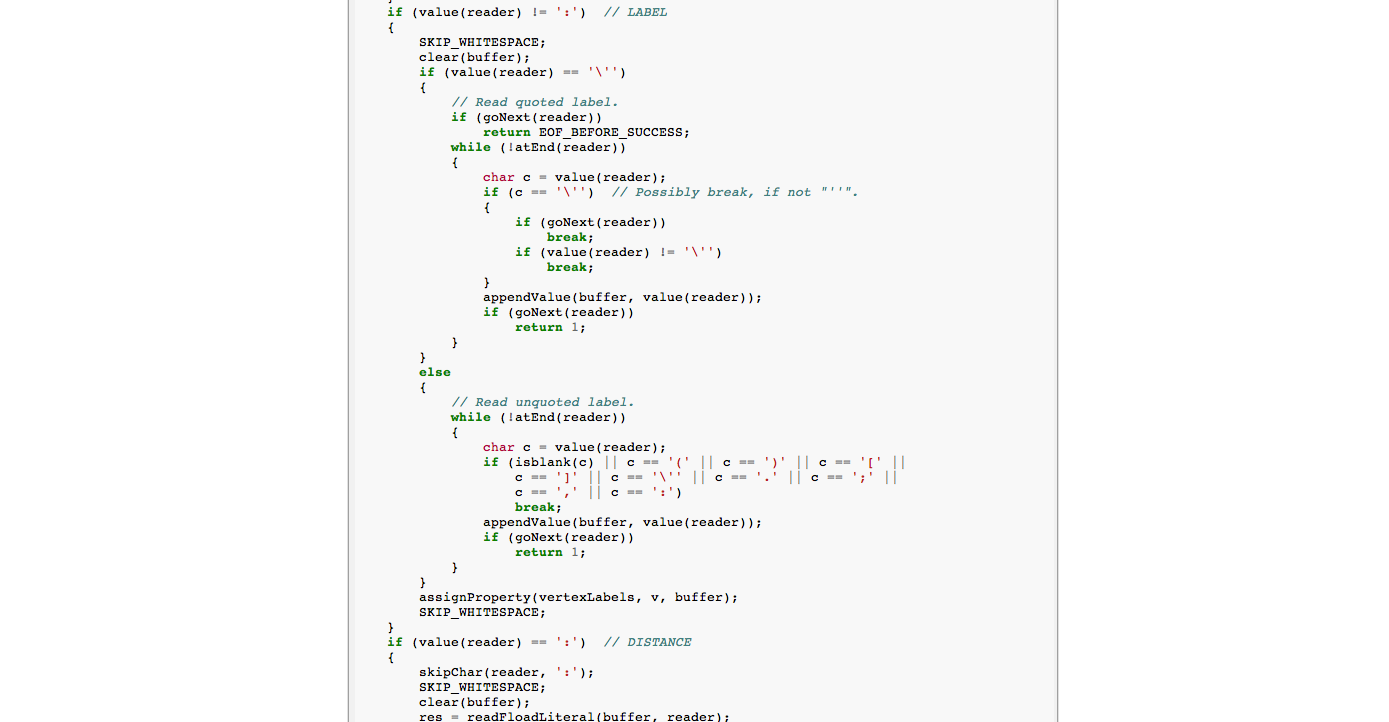 if (value(reader) != ':')  // LABEL
{
    SKIP_WHITESPACE;
    clear(buffer);
    if (value(reader) == '\'')
    {
        // Read quoted label.
        if (goNext(reader))
            return EOF_BEFORE_SUCCESS;
        while (!atEnd(reader))
        {
            char c = value(reader);
            if (c == '\'')  // Possibly break, if not "''".
            {
                if (goNext(reader))
                    break;
                if (value(reader) != '\'')
                    break;
            }
            appendValue(buffer, value(reader));
            if (goNext(reader))
                return 1;
        }
    }
    else
    {
        // Read unquoted label.
        while (!atEnd(reader))
        {
            char c = value(reader);
            if (isblank(c) || c == '(' || c == ')' || c == '[' ||
                c == ']' || c == '\'' || c == '.' || c == ';' ||
                c == ',' || c == ':')
                break;
            appendValue(buffer, value(reader));
            if (goNext(reader))
                return 1;
        }
    }
    assignProperty(vertexLabels, v, buffer);
    SKIP_WHITESPACE;
}
if (value(reader) == ':')  // DISTANCE
{
    skipChar(reader, ':');
    SKIP_WHITESPACE;
    clear(buffer);
    res = readFloadLiteral(buffer, reader);